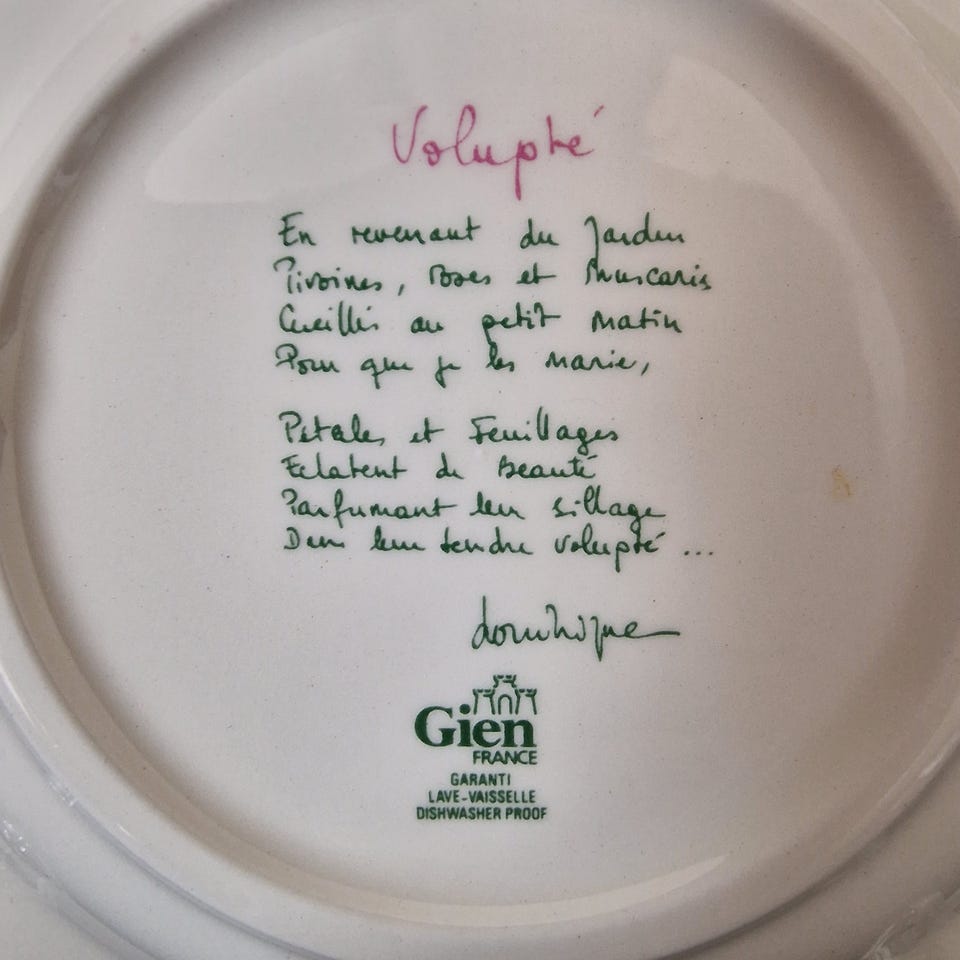 Volupté
En revenant du Jardin
Pivoines, Roses et Muscaris
Cueillis au petit matin
Pour que je les marie,
Pétales et Feuillages
Eclatent de Beauté
Parfumant leur sillage
Dans leur tendre volupté ...
dominique
Gien
FRANCE
GARANTI
LAVE-VAISSELLE
DISHWASHER PROOF